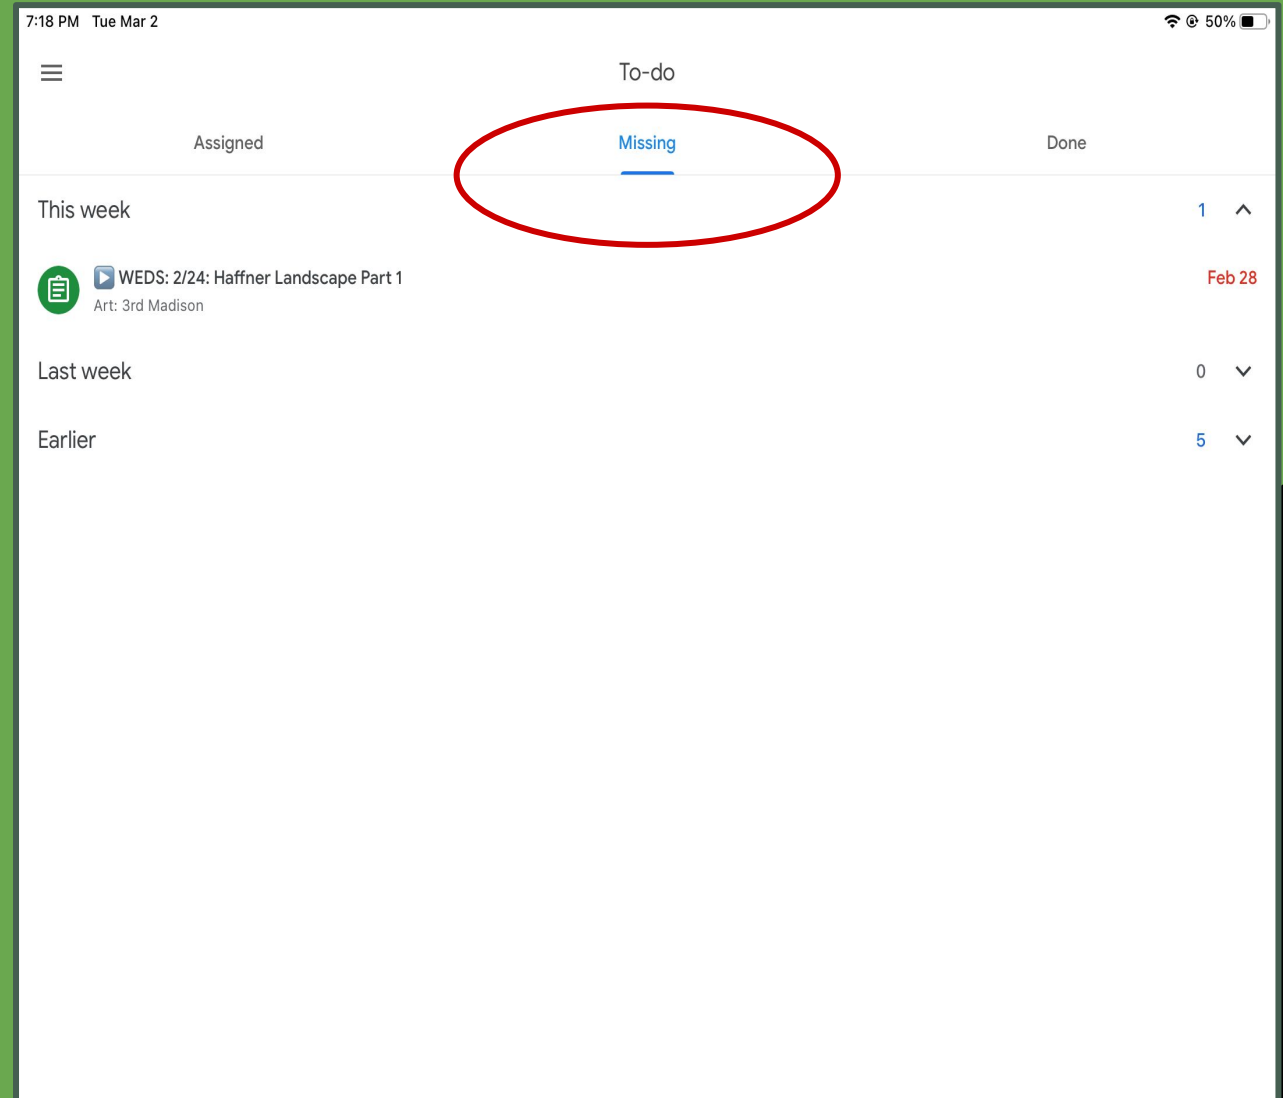 7:18 PM Tue Mar 2 50%
To-do
Assigned Missing Done
This week 1
WEDS: 2/24: Haffner Landscape Part 1 Feb 28
Art: 3rd Madison
Last week 0
Earlier 5